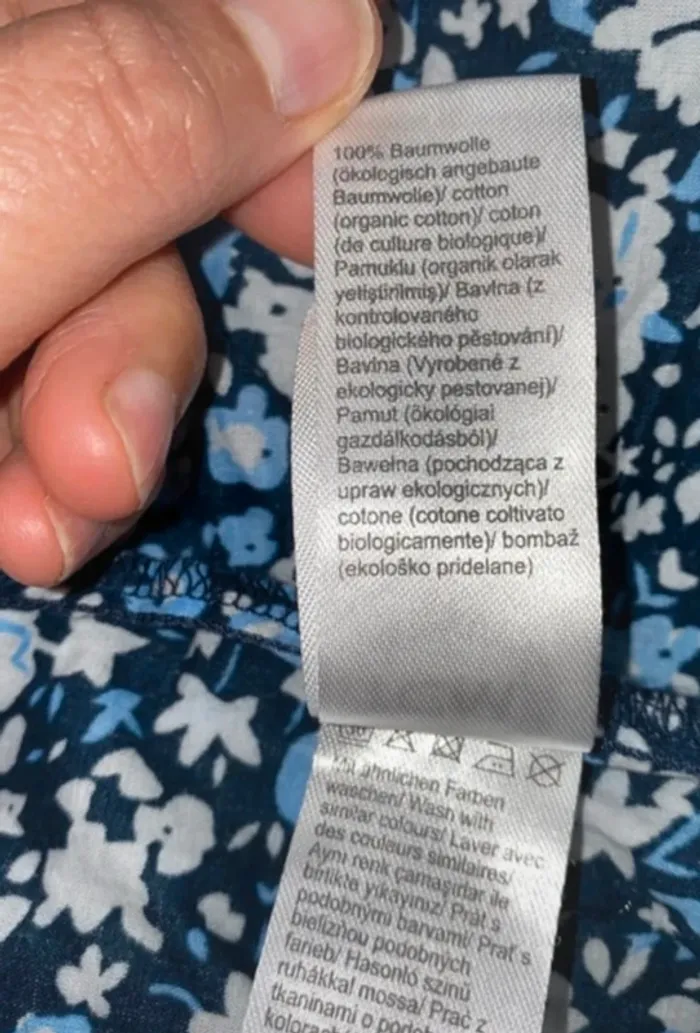 100% Baumwolle
(ökologisch angebaute
Baumwolle)/ cotton
(organic cotton)/ coton
(de culture biologique)/
Pamuklu (organik olarak
yetiştirilmiş)/ Bavlna (z
kontrolovaného
biologického pěstování)/
Bavlna (Vyrobené z
ekologicky pestovanej)/
Pamut (ökológiai
gazdálkodásból)/
Bawełna (pochodząca z
upraw ekologicznych)/
cotone (cotone coltivato
biologicamente)/ bombaž
(ekološko pridelane)
Mit ähnlichen Farben
waschen/ Wash with
similar colours/ Laver avec
des couleurs similaires/
Aynı renk çamaşırlar ile
birlikte yıkayınız/ Prát s
podobnými barvami/ Prať s
bielizňou podobných
farieb/ Hasonló színű
ruhákkal mossa/ Prać z
tkaninami o